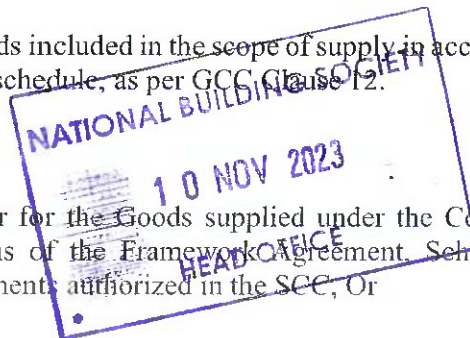 ds included in the scope of supply in acc
schedule, as per GCC Clause 12.
NATIONAL BUILDING SOCIETY
10 NOV 2023
HEAD OFFICE
r for the Goods supplied under the Co
s of the Framework Agreement, Sch
ments authorized in the SCC, Or